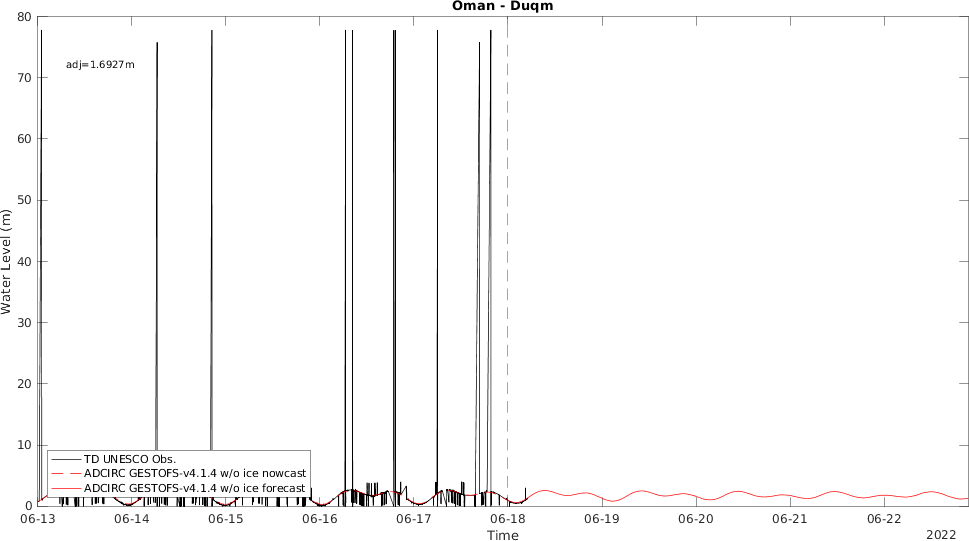 Oman - Duqm
80
70
60
50
40
30
20
10
0
Water Level (m)
adj=1.6927m
TD UNESCO Obs.
ADCIRC GESTOFS-v4.1.4 w/o ice nowcast
ADCIRC GESTOFS-v4.1.4 w/o ice forecast
06-13 06-14 06-15 06-16 06-17 06-18 06-19 06-20 06-21 06-22
Time
2022